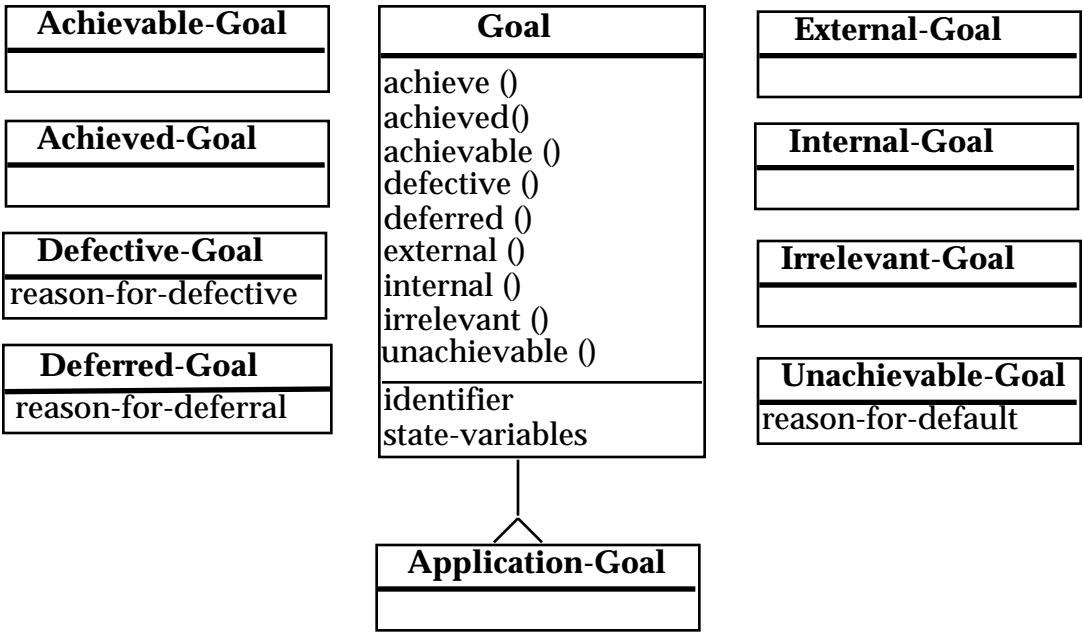 Achievable-Goal
Achieved-Goal
Defective-Goal
reason-for-defective
Deferred-Goal
reason-for-deferral
Goal
achieve ()
achieved()
achievable ()
defective ()
deferred ()
external ()
internal ()
irrelevant ()
unachievable ()
identifier
state-variables
Application-Goal
External-Goal
Internal-Goal
Irrelevant-Goal
Unachievable-Goal
reason-for-default